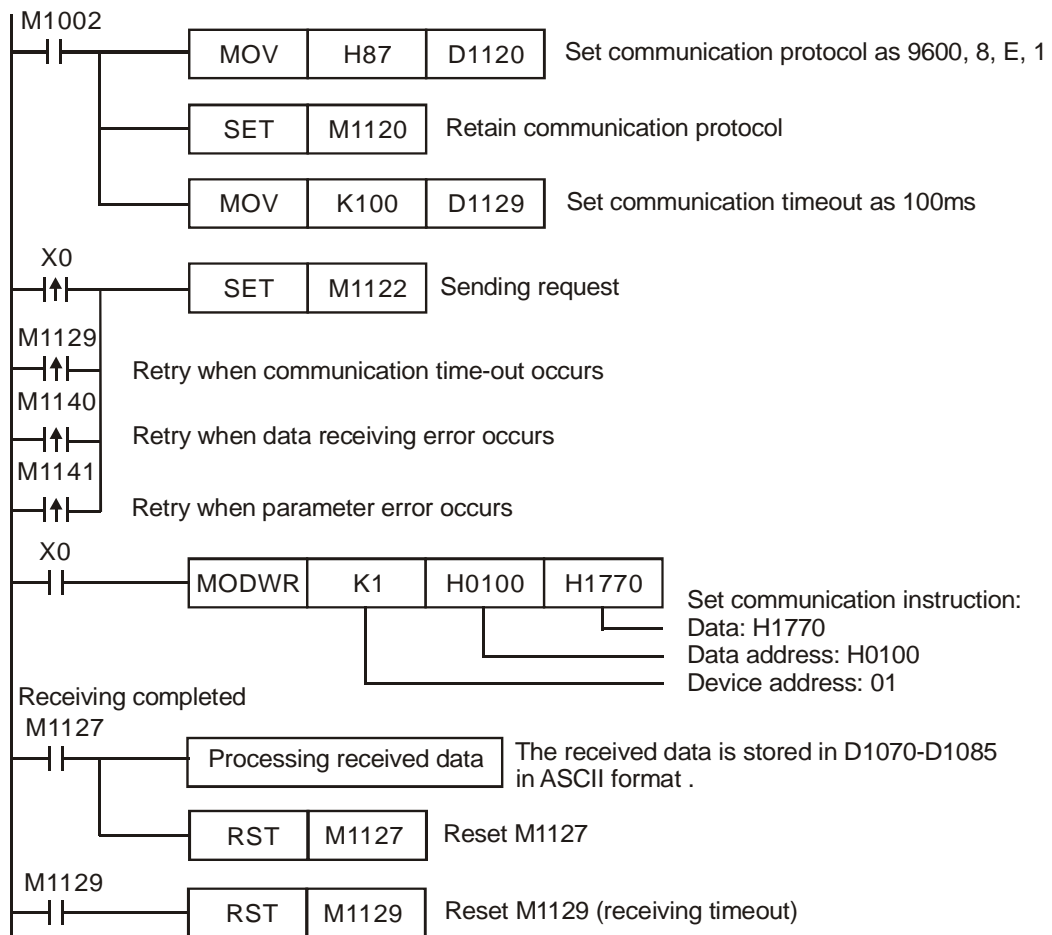 M1002
MOV H87 D1120 Set communication protocol as 9600, 8, E, 1
SET M1120 Retain communication protocol
MOV K100 D1129 Set communication timeout as 100ms
X0
SET M1122 Sending request
M1129
Retry when communication time-out occurs
M1140
Retry when data receiving error occurs
M1141
Retry when parameter error occurs
X0
MODWR K1 H0100 H1770
Set communication instruction:
Data: H1770
Data address: H0100
Device address: 01
Receiving completed
M1127
Processing received data
The received data is stored in D1070-D1085
in ASCII format .
RST M1127 Reset M1127
M1129
RST M1129 Reset M1129 (receiving timeout)